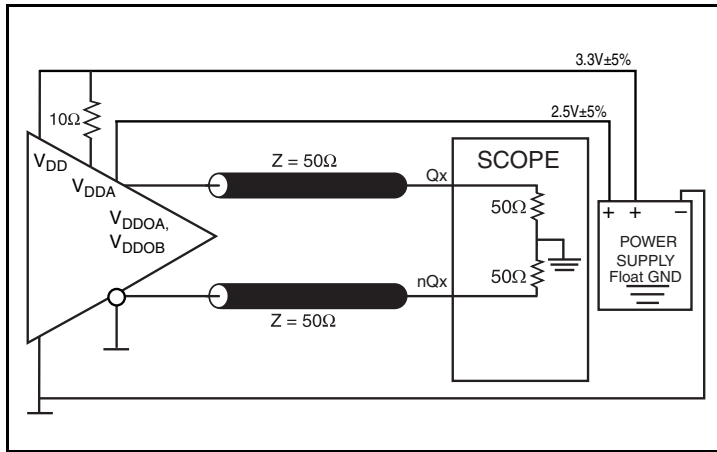 3.3V±5%
2.5V±5%
10Ω
VDD
VDDA
VDDOA,
VDDOB
Z = 50Ω
Qx
SCOPE
50Ω
50Ω
nQx
Z = 50Ω
+ + −
POWER
SUPPLY
Float GND